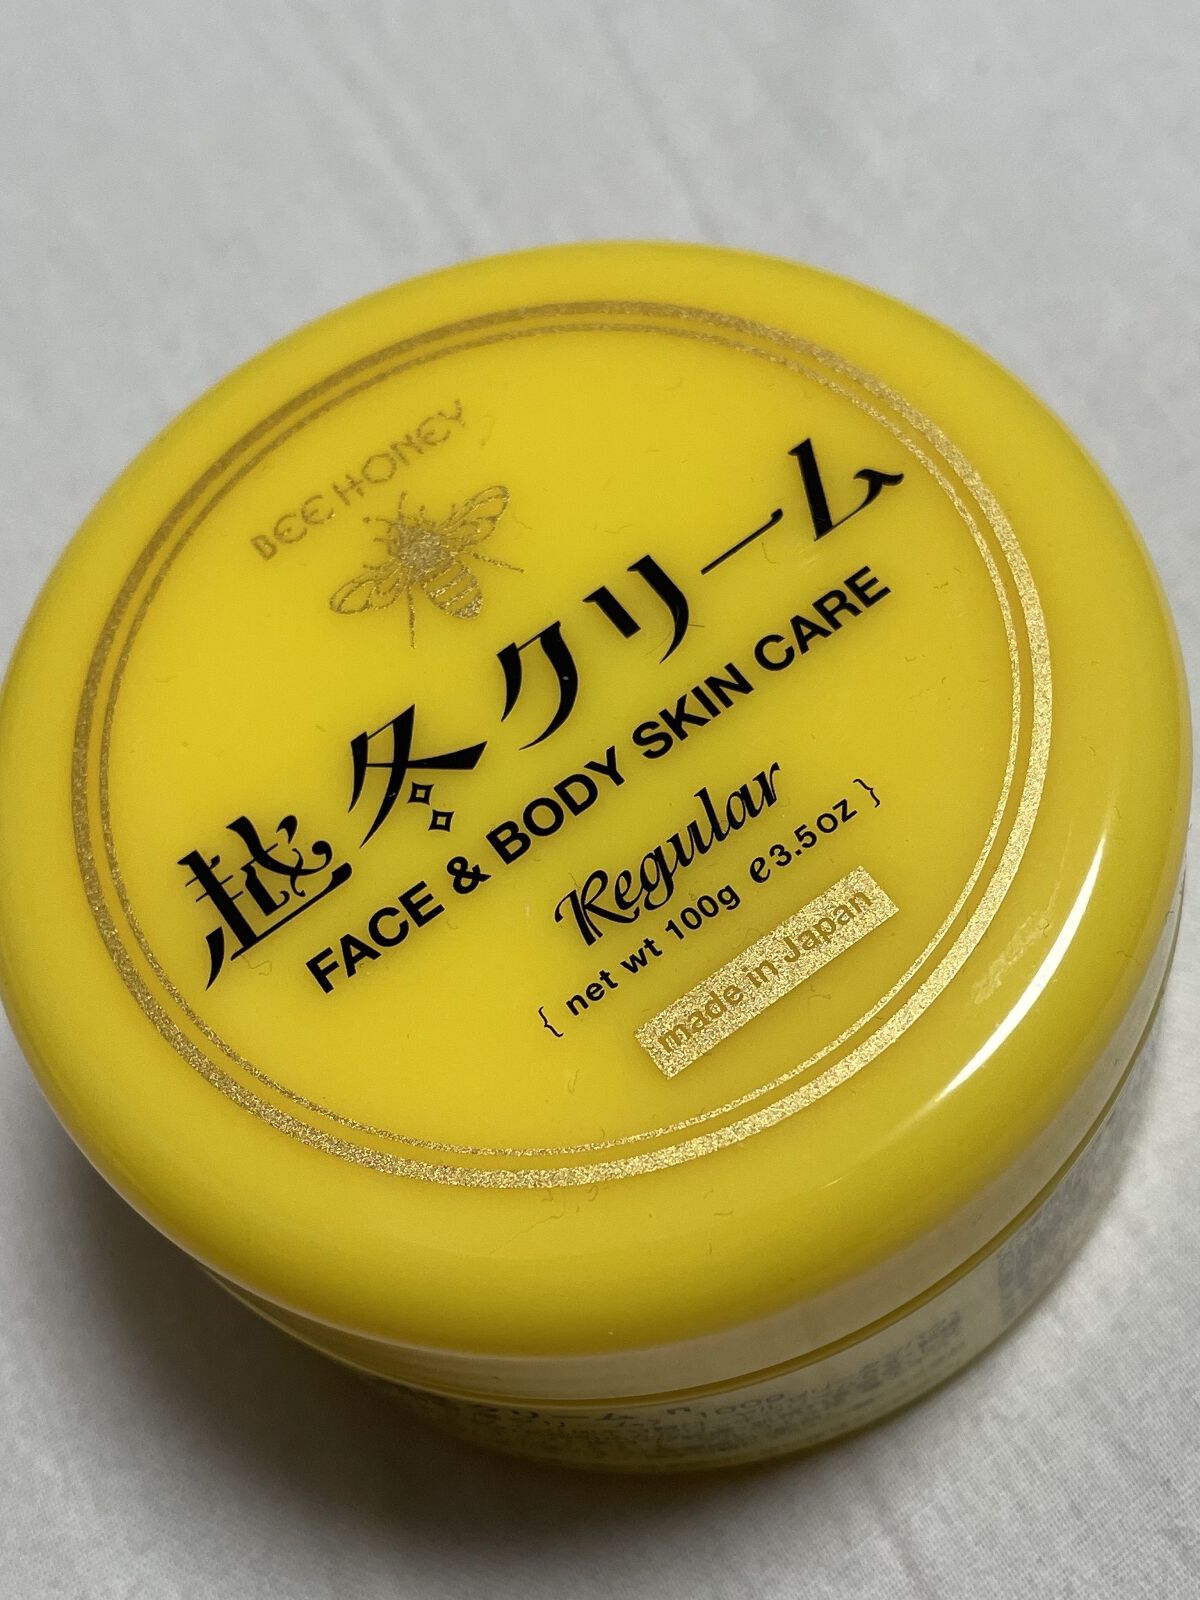 BEE HONEY
越冬クリーム
FACE & BODY SKIN CARE
Regular
{ net wt 100g e3.5oz }
made in Japan